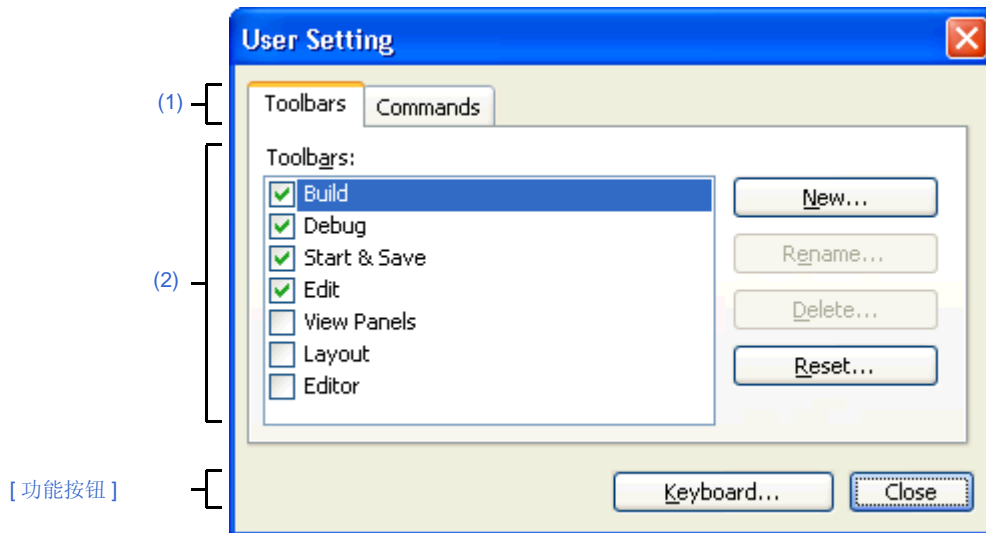 User Setting
(1)
Toolbars Commands
Toolbars:
(2)
Build
Debug
Start & Save
Edit
View Panels
Layout
Editor
New...
Rename...
Delete...
Reset...
[ 功能按钮 ]
Keyboard... Close